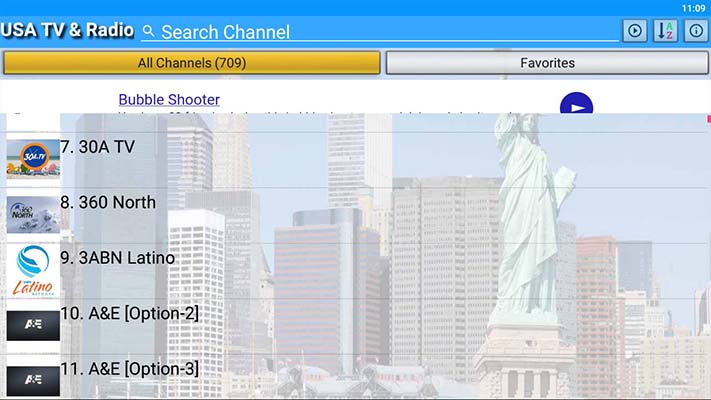 11:09
USA TV & Radio
Search Channel
A
Z
All Channels (709)
Favorites
Bubble Shooter
7. 30A TV
30A.TV
8. 360 North
360
NORTH
9. 3ABN Latino
Latino
10. A&E [Option-2]
A&E
11. A&E [Option-3]
A&E